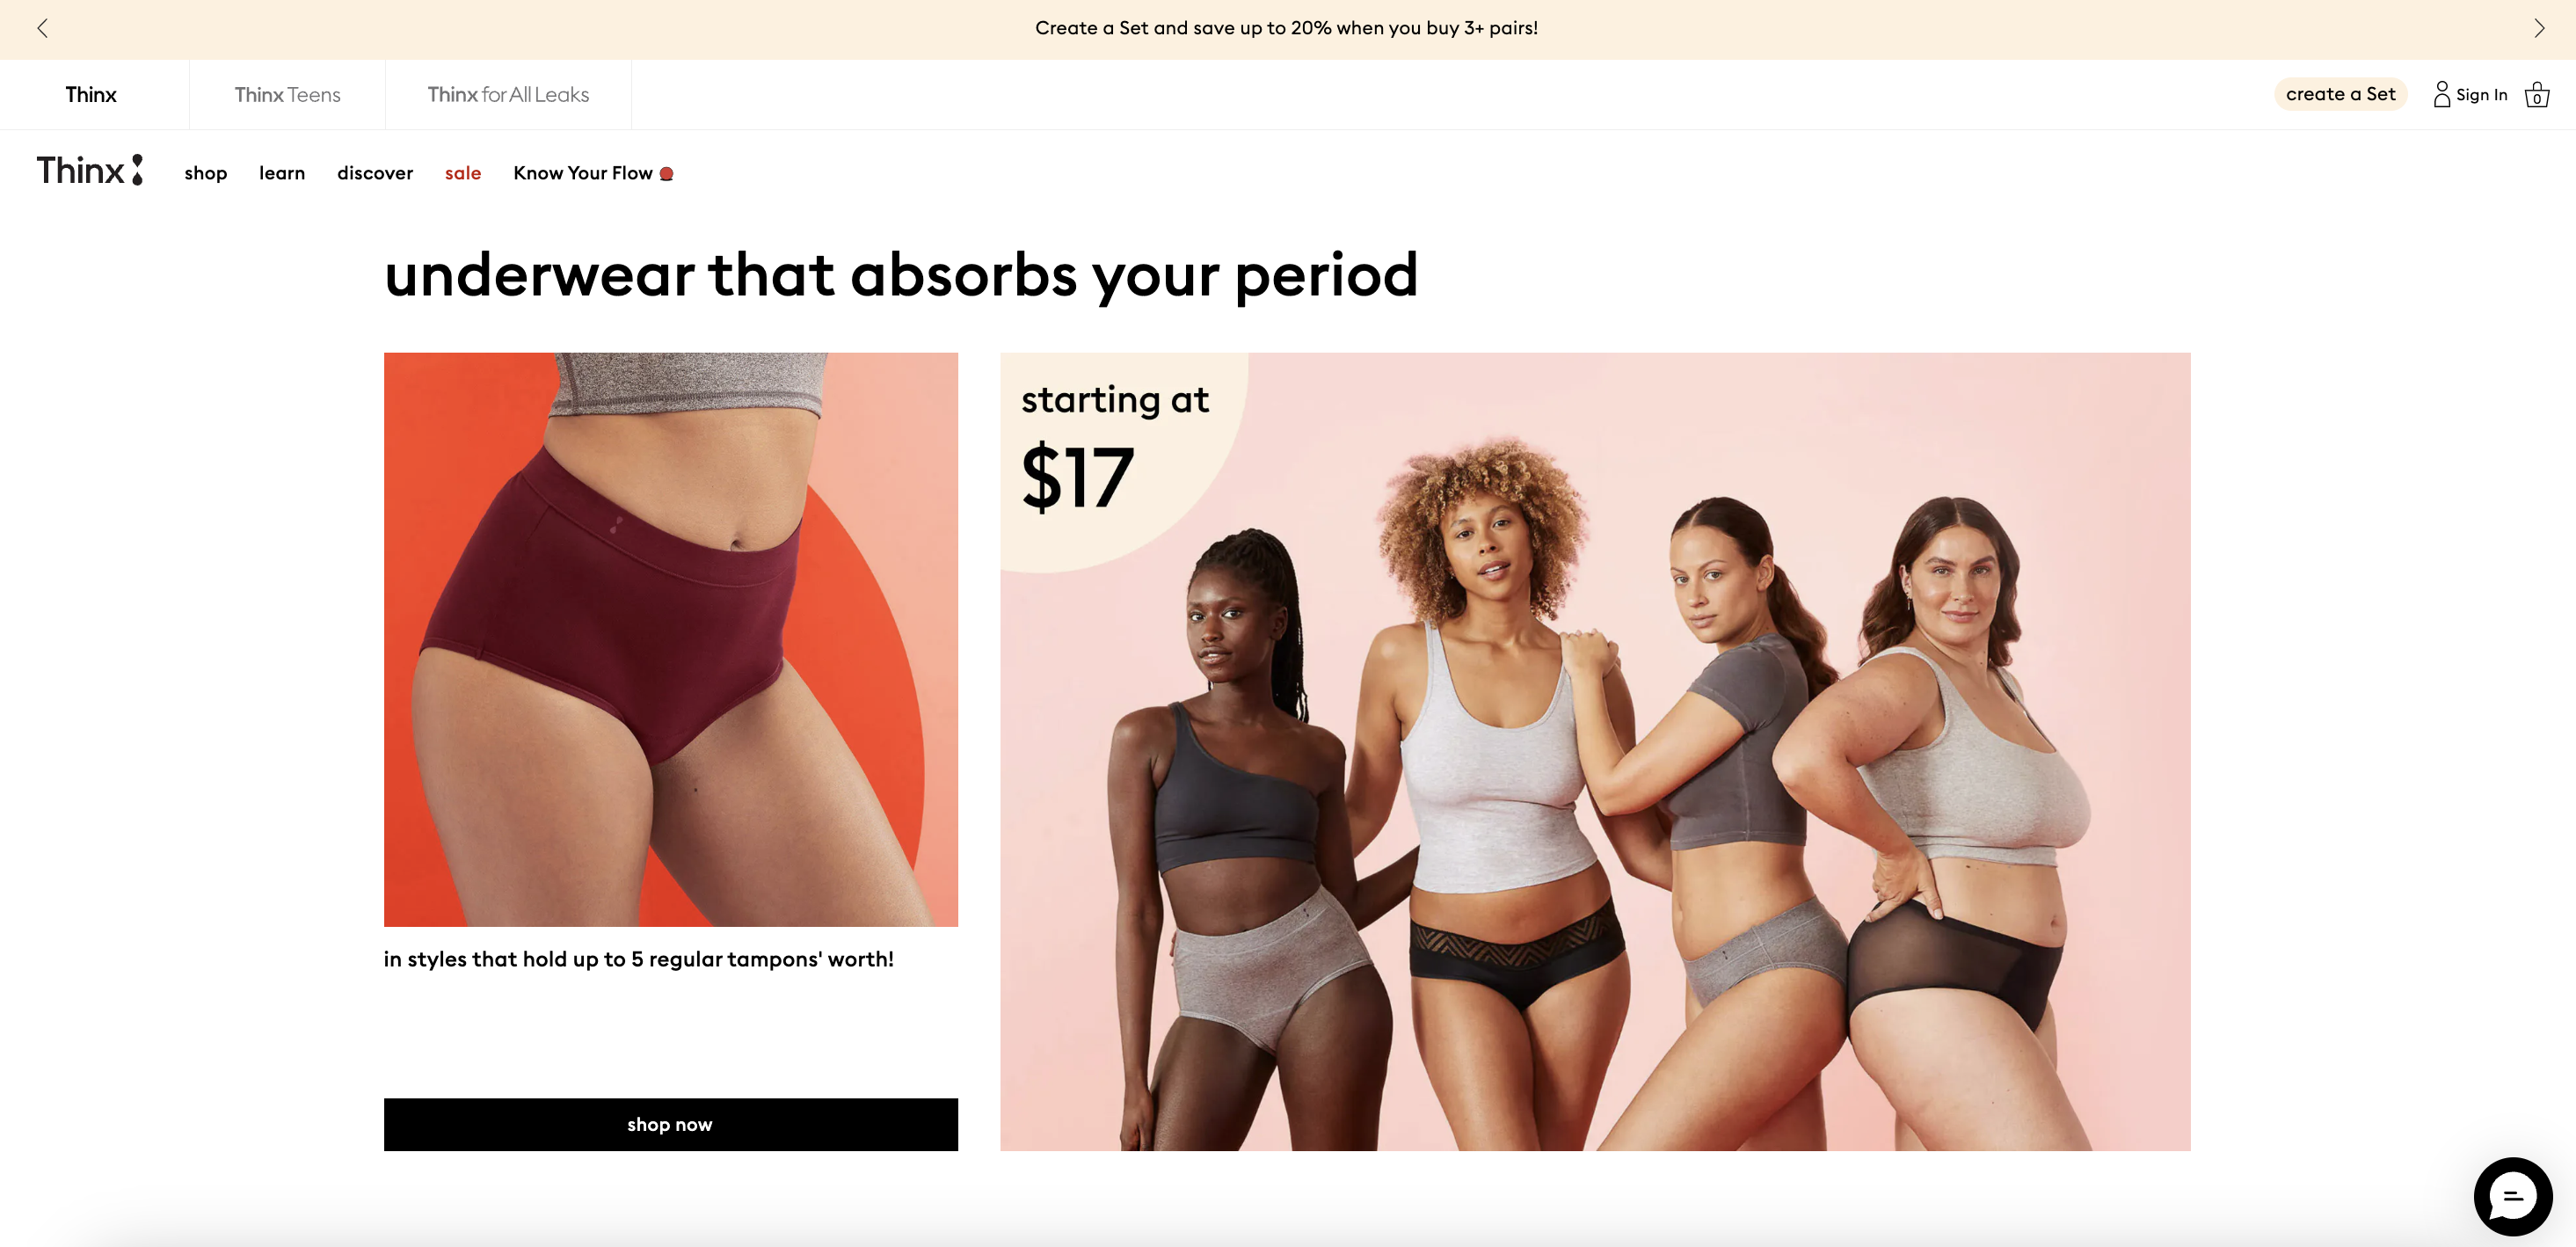 Create a Set and save up to 20% when you buy 3+ pairs!
Thinx
Thinx Teens
Thinx for All Leaks
create a Set
Sign In
0
Thinx
shop
learn
discover
sale
Know Your Flow
underwear that absorbs your period
starting at
$17
in styles that hold up to 5 regular tampons' worth!
shop now